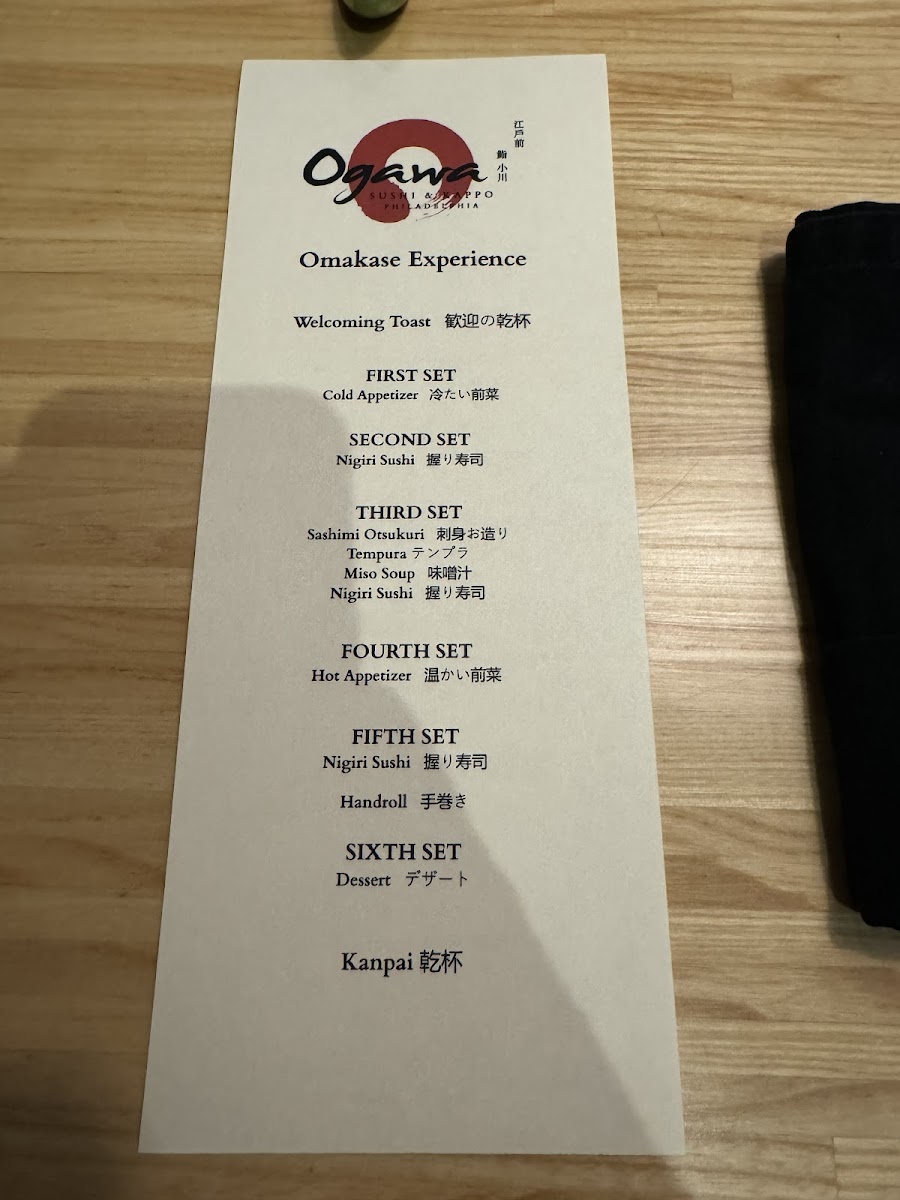 Ogawa
江戸前
鮨 小川
SUSHI & KAPPO
PHILADELPHIA
Omakase Experience
Welcoming Toast 歓迎の乾杯
FIRST SET
Cold Appetizer 冷たい前菜
SECOND SET
Nigiri Sushi 握り寿司
THIRD SET
Sashimi Otsukuri 刺身お造り
Tempura テンプラ
Miso Soup 味噌汁
Nigiri Sushi 握り寿司
FOURTH SET
Hot Appetizer 温かい前菜
FIFTH SET
Nigiri Sushi 握り寿司
Handroll 手巻き
SIXTH SET
Dessert デザート
Kanpai 乾杯